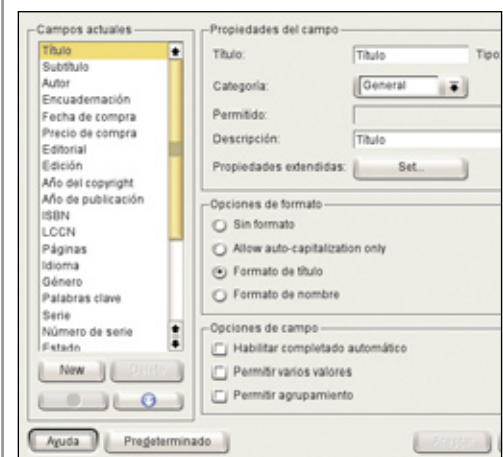 Campos actuales
Título
Subtítulo
Autor
Encuadernación
Fecha de compra
Precio de compra
Editorial
Edición
Año del copyright
Año de publicación
ISBN
LCCN
Páginas
Idioma
Género
Palabras clave
Serie
Número de serie
Estado
New
Delete
Propiedades del campo
Título: Título Tipo
Categoría: General
Permitido:
Descripción: Título
Propiedades extendidas: Set...
Opciones de formato
Sin formato
Allow auto-capitalization only
Formato de título
Formato de nombre
Opciones de campo
Habilitar completado automático
Permitir varios valores
Permitir agrupamiento
Ayuda Predeterminado Aceptar